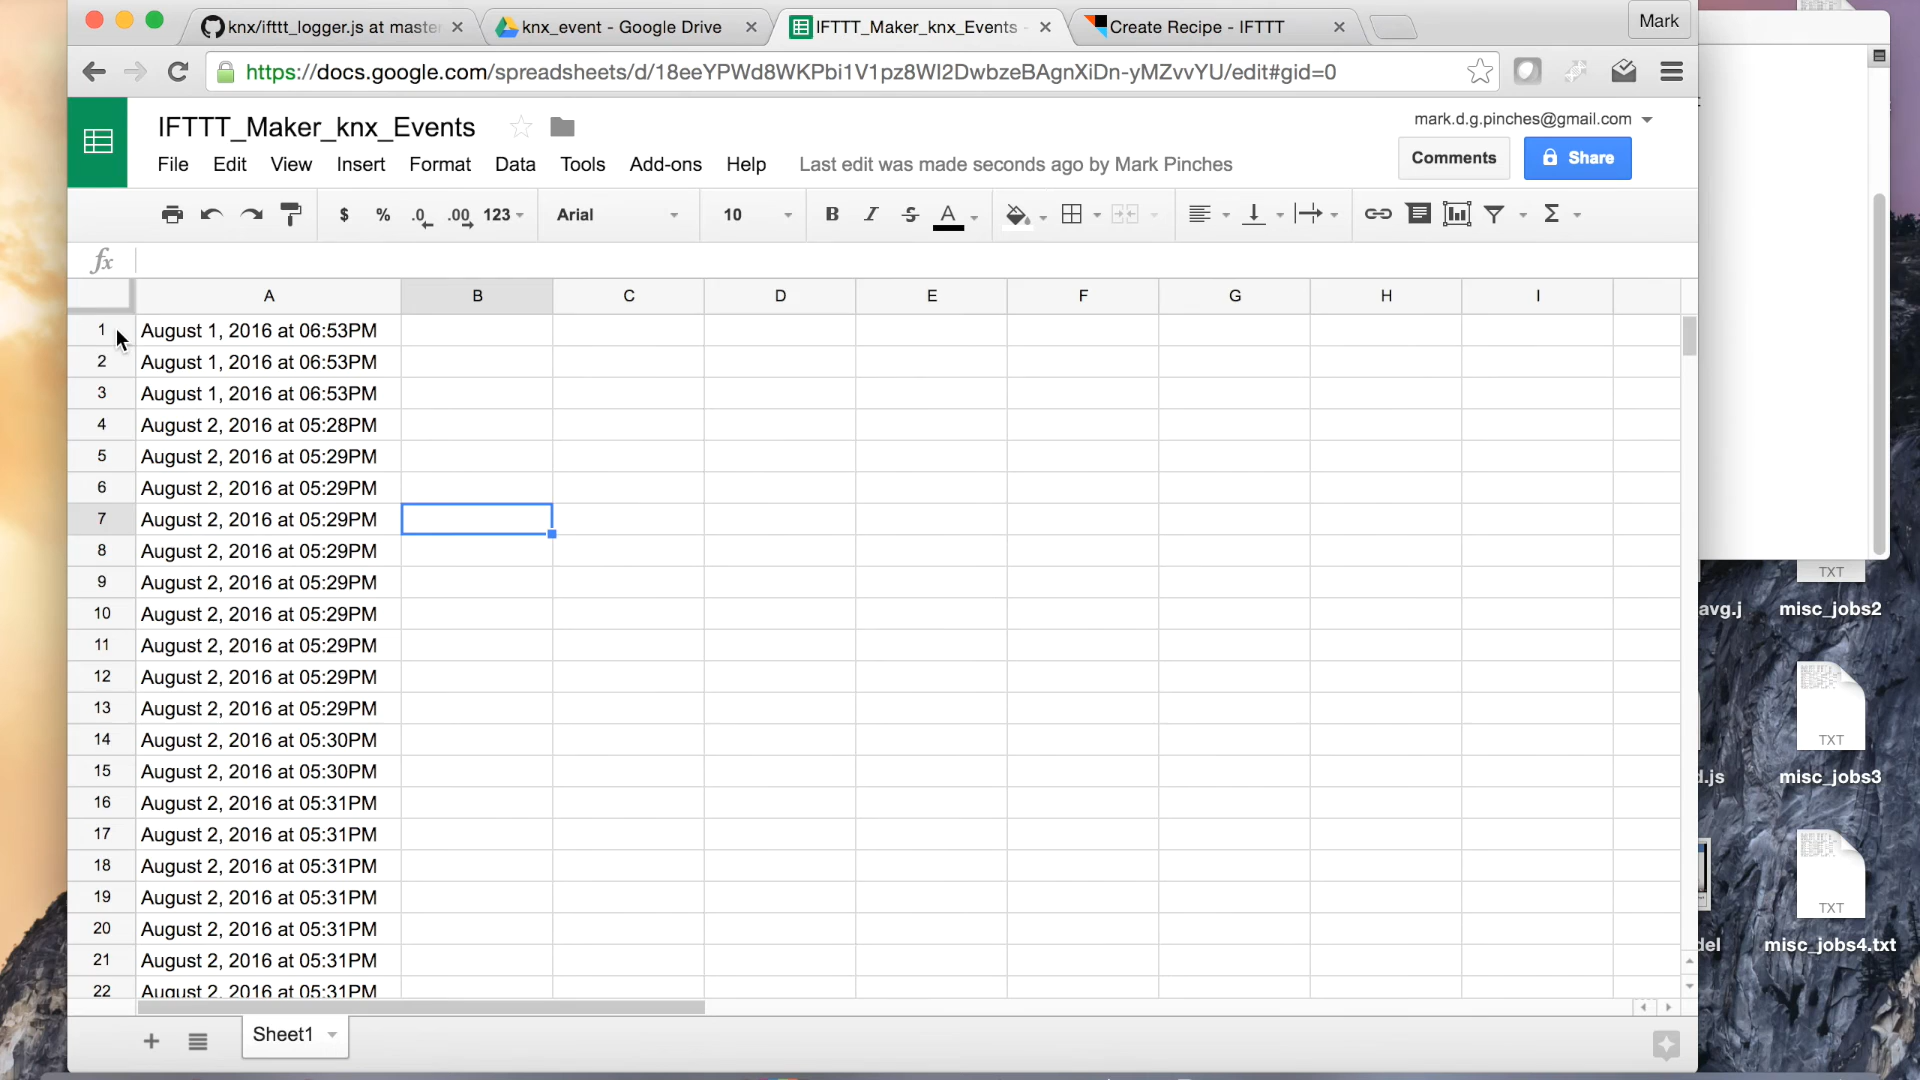 knx/ifttt_logger.js at master
knx_event - Google Drive
IFTTT_Maker_knx_Events -
Create Recipe - IFTTT
Mark
https://docs.google.com/spreadsheets/d/18eeYPWd8WKPbi1V1pz8WI2DwbzeBAgnXiDn-yMZvvYU/edit#gid=0
IFTTT_Maker_knx_Events
mark.d.g.pinches@gmail.com
File Edit View Insert Format Data Tools Add-ons Help Last edit was made seconds ago by Mark Pinches
Comments
Share
$ % .0 .00 123 Arial 10 B I S A Σ
fx
A B C D E F G H I
1 August 1, 2016 at 06:53PM
2 August 1, 2016 at 06:53PM
3 August 1, 2016 at 06:53PM
4 August 2, 2016 at 05:28PM
5 August 2, 2016 at 05:29PM
6 August 2, 2016 at 05:29PM
7 August 2, 2016 at 05:29PM
8 August 2, 2016 at 05:29PM
9 August 2, 2016 at 05:29PM
10 August 2, 2016 at 05:29PM
11 August 2, 2016 at 05:29PM
12 August 2, 2016 at 05:29PM
13 August 2, 2016 at 05:29PM
14 August 2, 2016 at 05:30PM
15 August 2, 2016 at 05:30PM
16 August 2, 2016 at 05:31PM
17 August 2, 2016 at 05:31PM
18 August 2, 2016 at 05:31PM
19 August 2, 2016 at 05:31PM
20 August 2, 2016 at 05:31PM
21 August 2, 2016 at 05:31PM
22 August 2, 2016 at 05:31PM
Sheet1
TXT
avg.j
misc_jobs2
TXT
d.js
misc_jobs3
TXT
del
misc_jobs4.txt